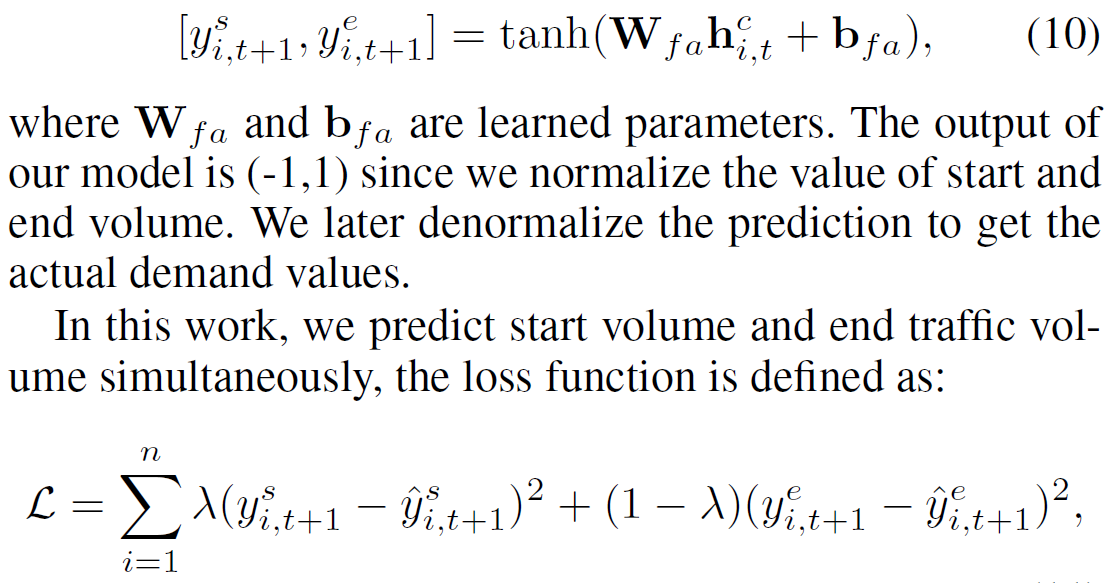 [y^s_{i,t+1}, y^e_{i,t+1}] = tanh(W_{fa}h^c_{i,t} + b_{fa}), (10)
where W_{fa} and b_{fa} are learned parameters. The output of
our model is (-1,1) since we normalize the value of start and
end volume. We later denormalize the prediction to get the
actual demand values.
In this work, we predict start volume and end traffic vol-
ume simultaneously, the loss function is defined as:
L = ∑_{i=1}^{n} λ(y^s_{i,t+1} − ŷ^s_{i,t+1})^2 + (1 − λ)(y^e_{i,t+1} − ŷ^e_{i,t+1})^2,